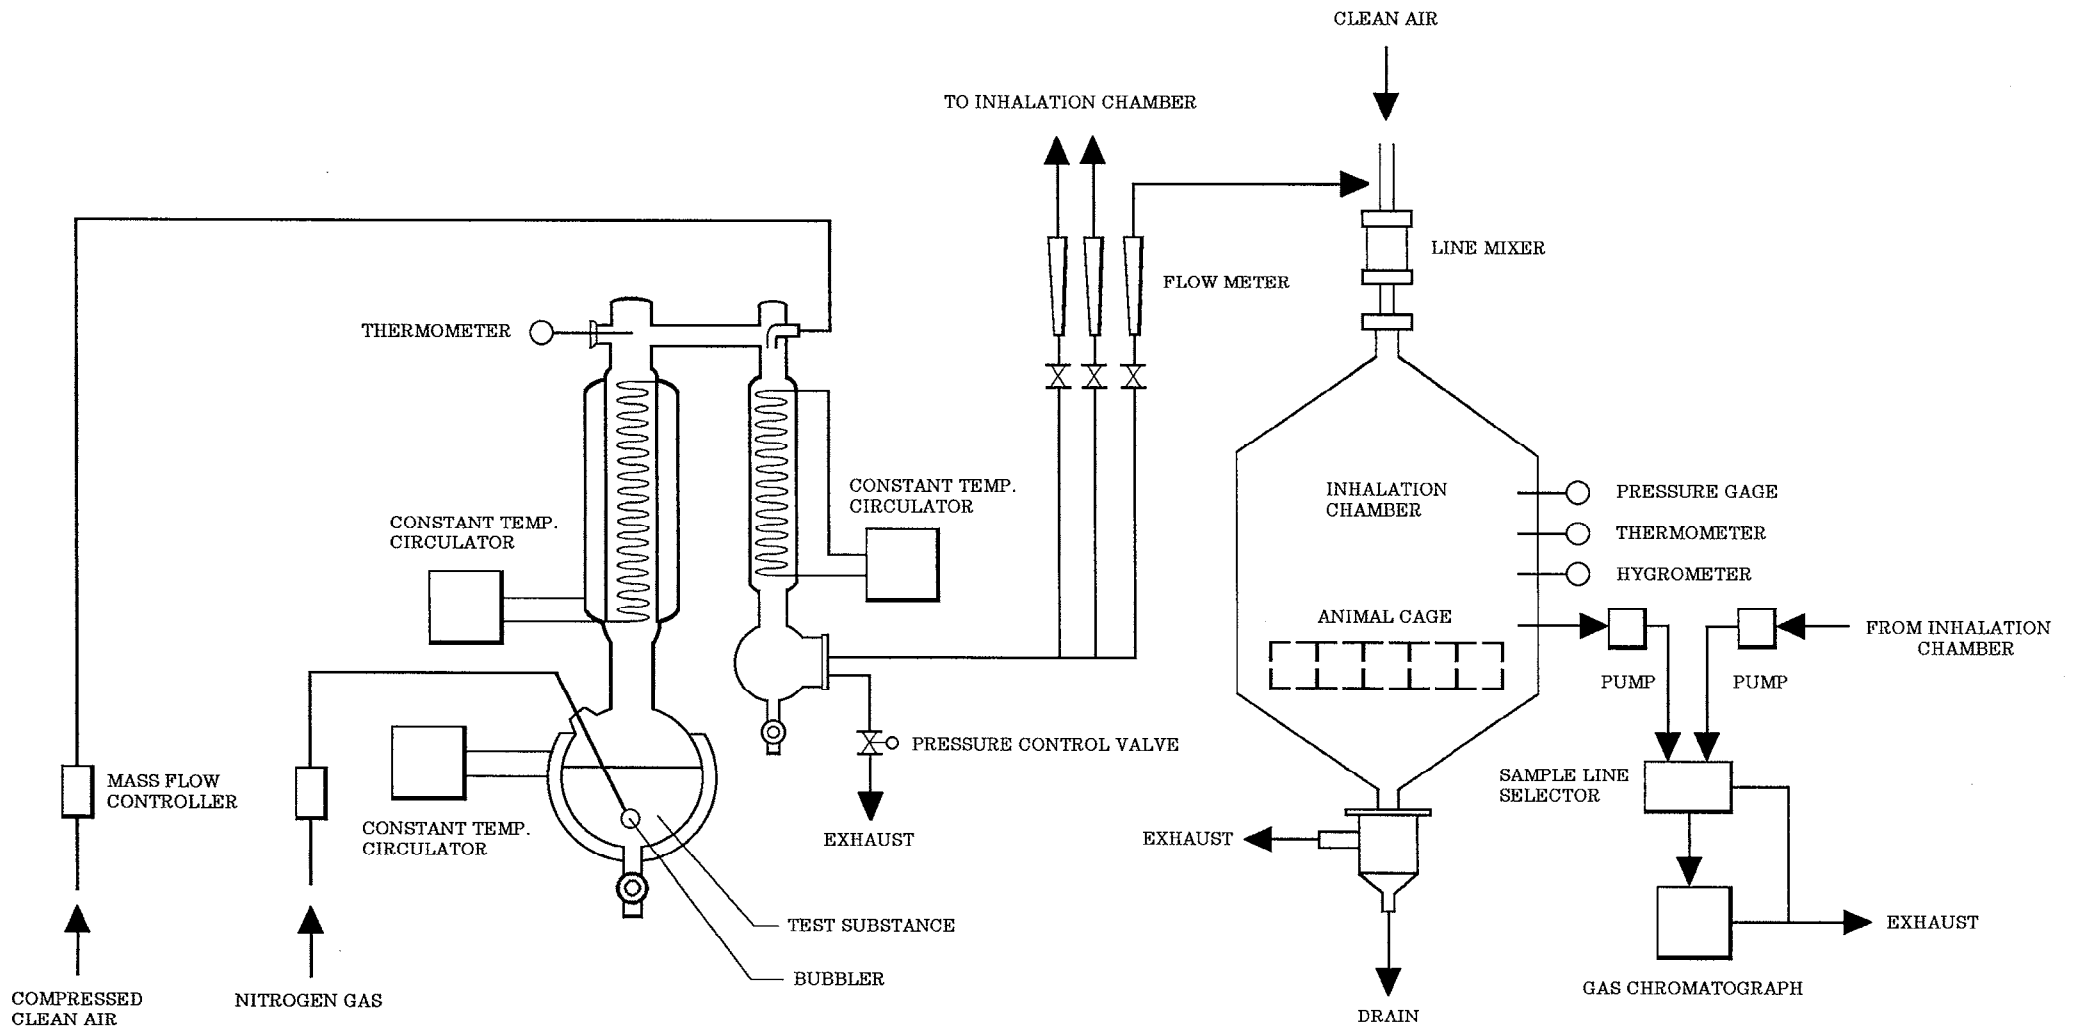 CLEAN AIR
TO INHALATION CHAMBER
LINE MIXER
FLOW METER
THERMOMETER
CONSTANT TEMP.
CIRCULATOR
CONSTANT TEMP.
CIRCULATOR
INHALATION
CHAMBER
PRESSURE GAGE
THERMOMETER
HYGROMETER
ANIMAL CAGE
FROM INHALATION
CHAMBER
PUMP
PUMP
PRESSURE CONTROL VALVE
MASS FLOW
CONTROLLER
SAMPLE LINE
SELECTOR
CONSTANT TEMP.
CIRCULATOR
EXHAUST
EXHAUST
TEST SUBSTANCE
EXHAUST
BUBBLER
GAS CHROMATOGRAPH
COMPRESSED
CLEAN AIR
NITROGEN GAS
DRAIN